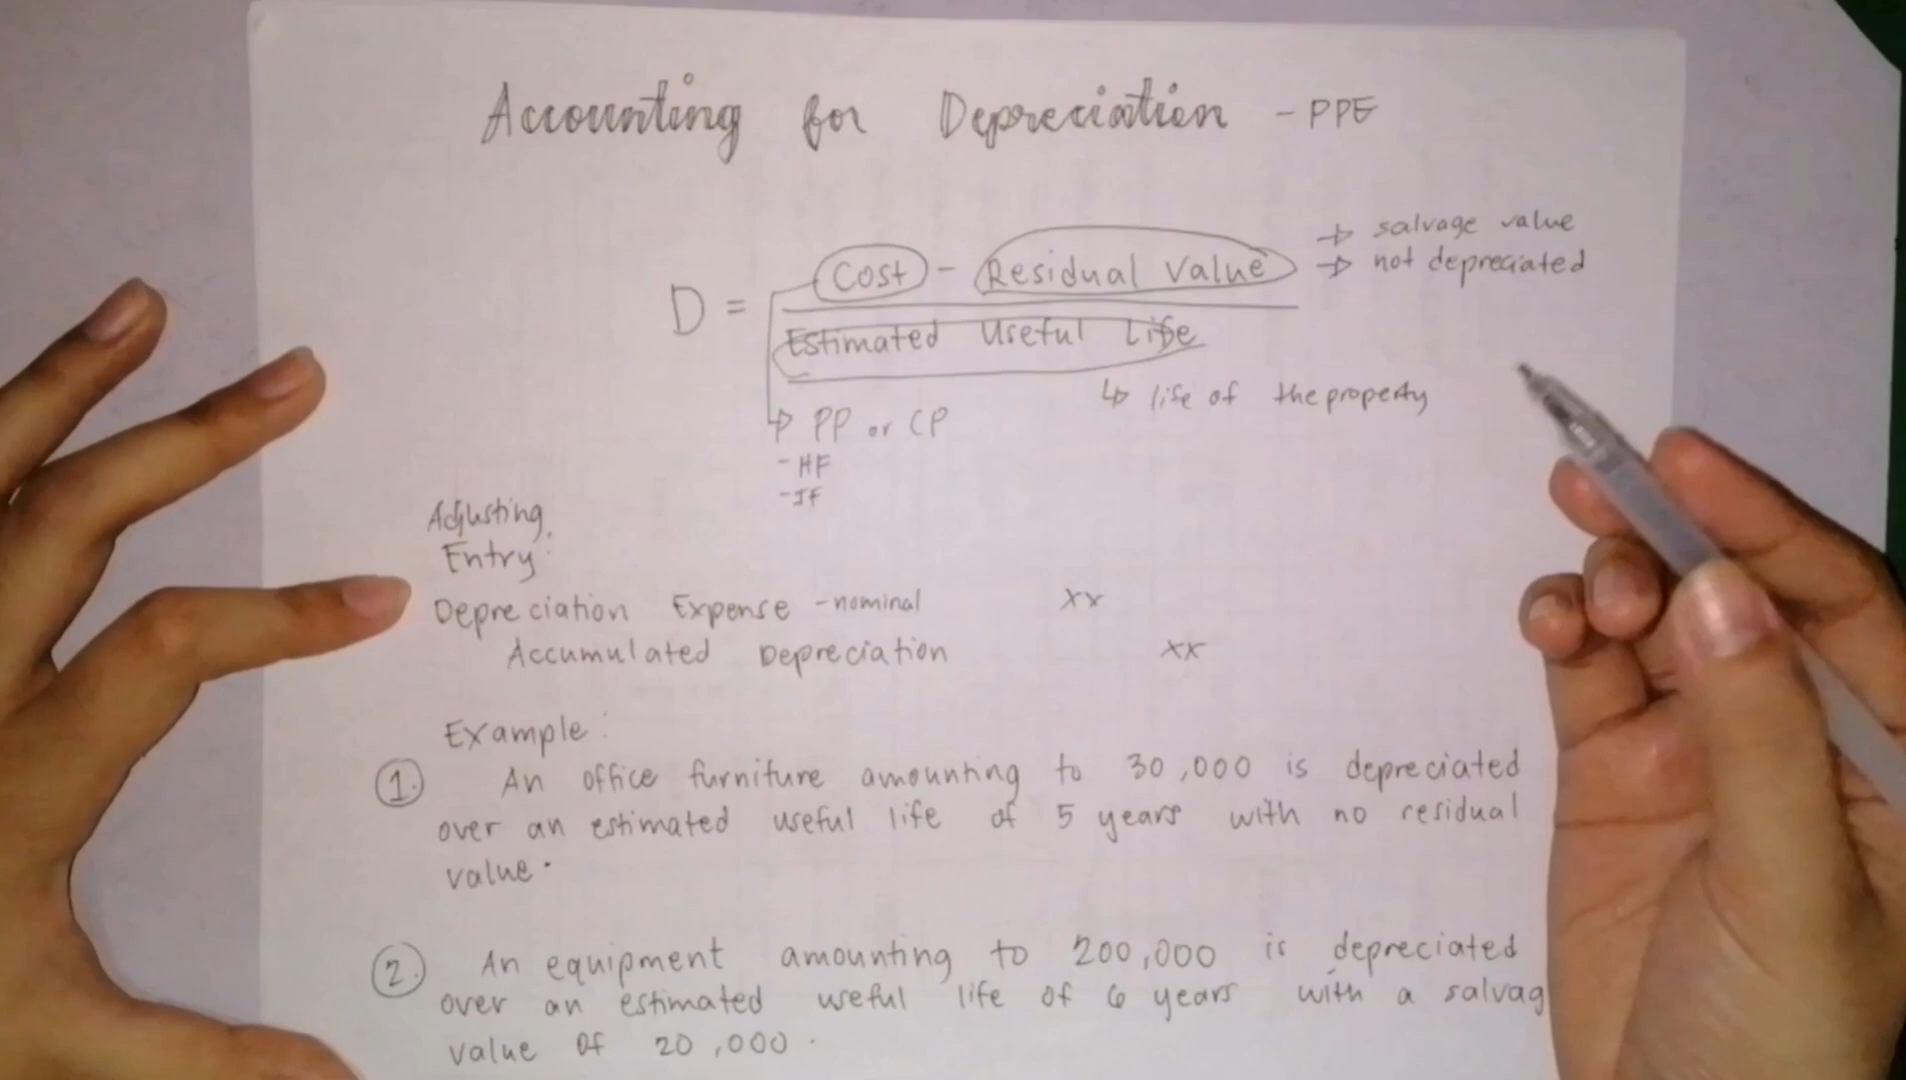 Accounting for Depreciation - PPE
D = Cost - Residual Value
→ salvage value
→ not depreciated
Estimated Useful Life
↳ life of the property
↳ PP or CP
- HF
- IF
Adjusting
Entry:
Depreciation Expense - nominal xx
Accumulated Depreciation xx
Example:
1. An office furniture amounting to 30,000 is depreciated
over an estimated useful life of 5 years with no residual
value.
2. An equipment amounting to 200,000 is depreciated
over an estimated useful life of 6 years with a salvag
value of 20,000.